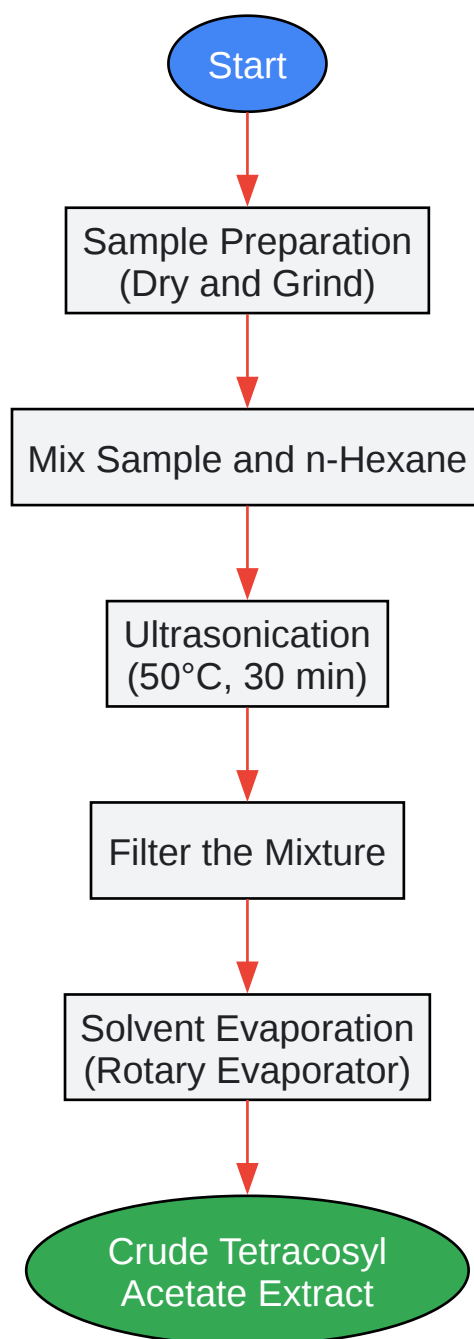 Start
Sample Preparation
(Dry and Grind)
Mix Sample and n-Hexane
Ultrasonication
(50°C, 30 min)
Filter the Mixture
Solvent Evaporation
(Rotary Evaporator)
Crude Tetracosyl
Acetate Extract